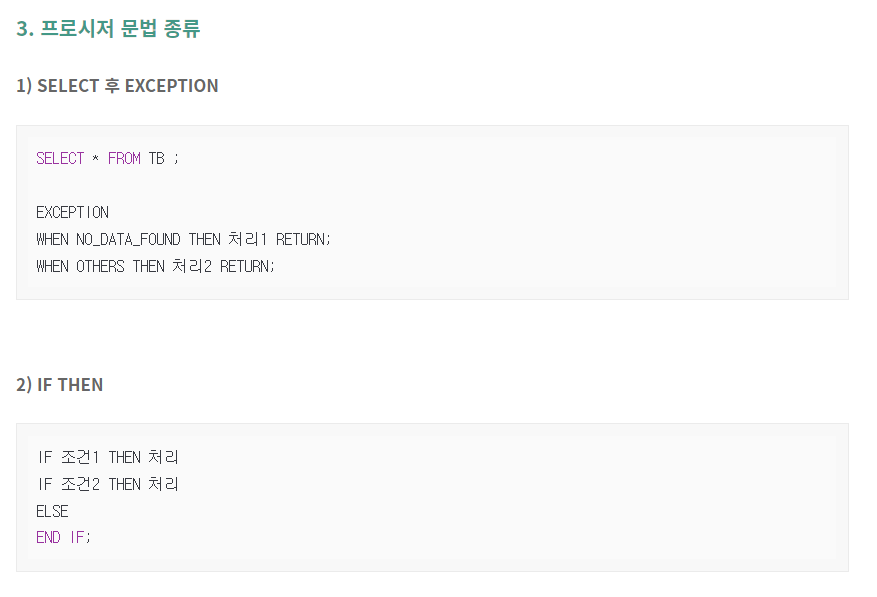 3. 프로시저 문법 종류
1) SELECT 후 EXCEPTION
SELECT * FROM TB ;
EXCEPTION
WHEN NO_DATA_FOUND THEN 처리1 RETURN;
WHEN OTHERS THEN 처리2 RETURN;
2) IF THEN
IF 조건1 THEN 처리
IF 조건2 THEN 처리
ELSE
END IF;